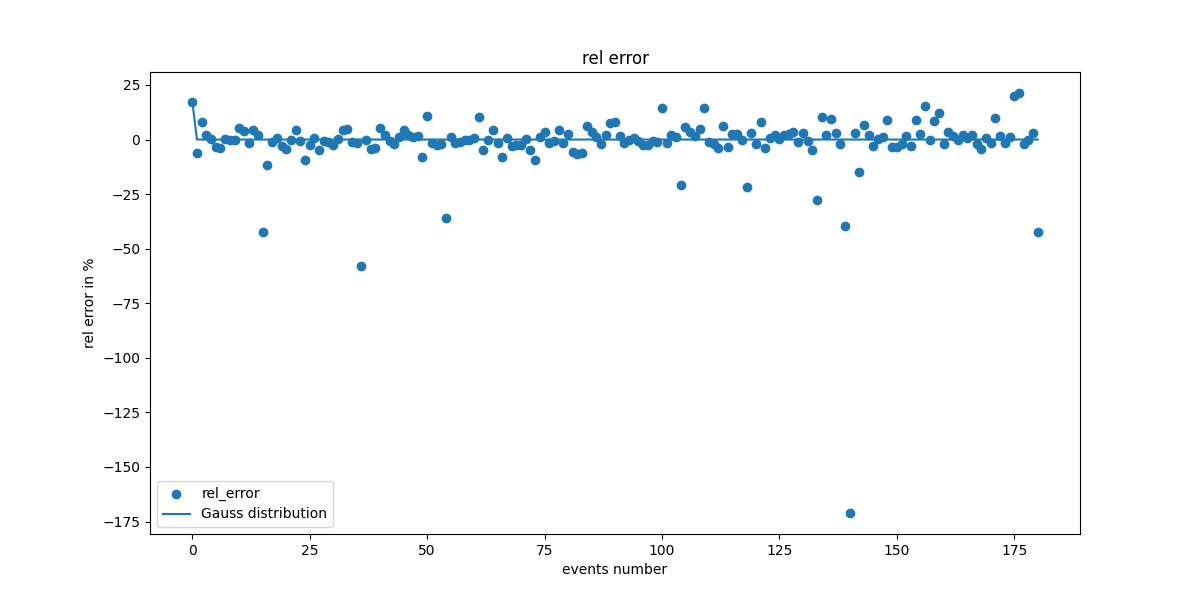 rel error
25
0
−25
−50
−75
−100
−125
−150
−175
rel error in %
rel_error
Gauss distribution
0 25 50 75 100 125 150 175
events number